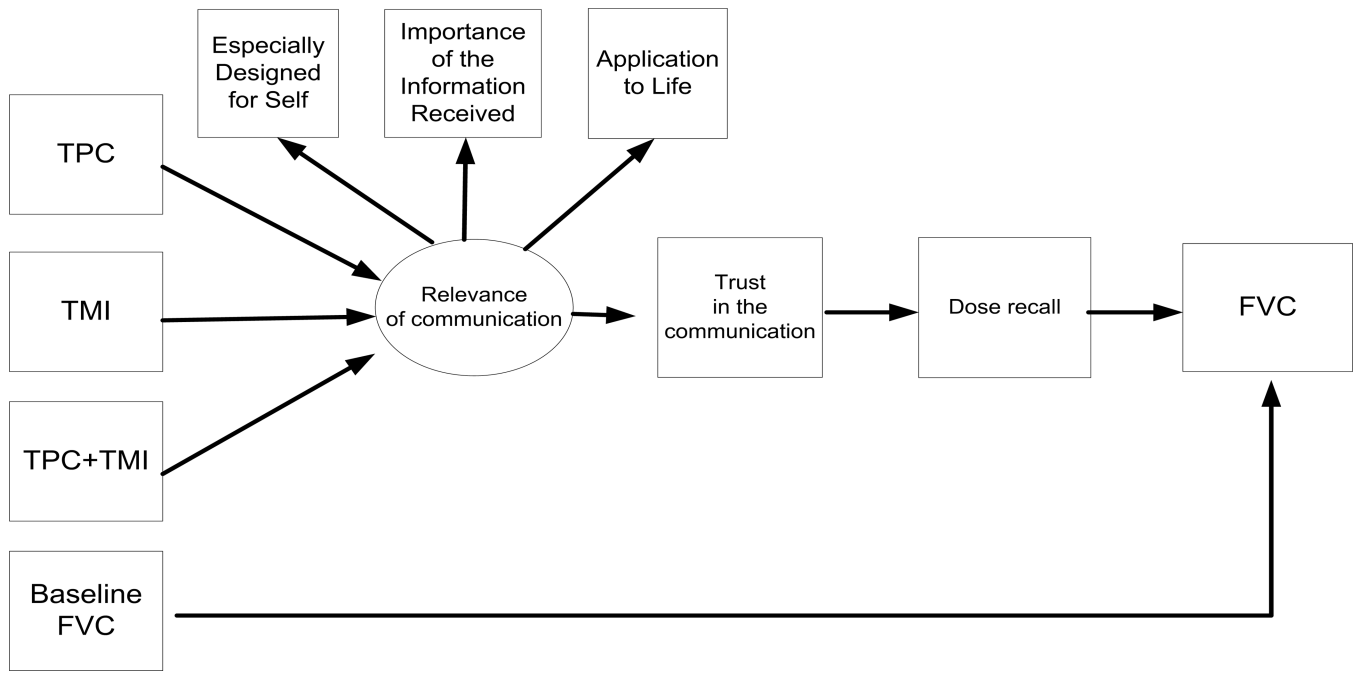 Especially
Designed
for Self
Importance
of the
Information
Received
Application
to Life
TPC
TMI
TPC+TMI
Baseline
FVC
Relevance
of communication
Trust
in the
communication
Dose recall
FVC